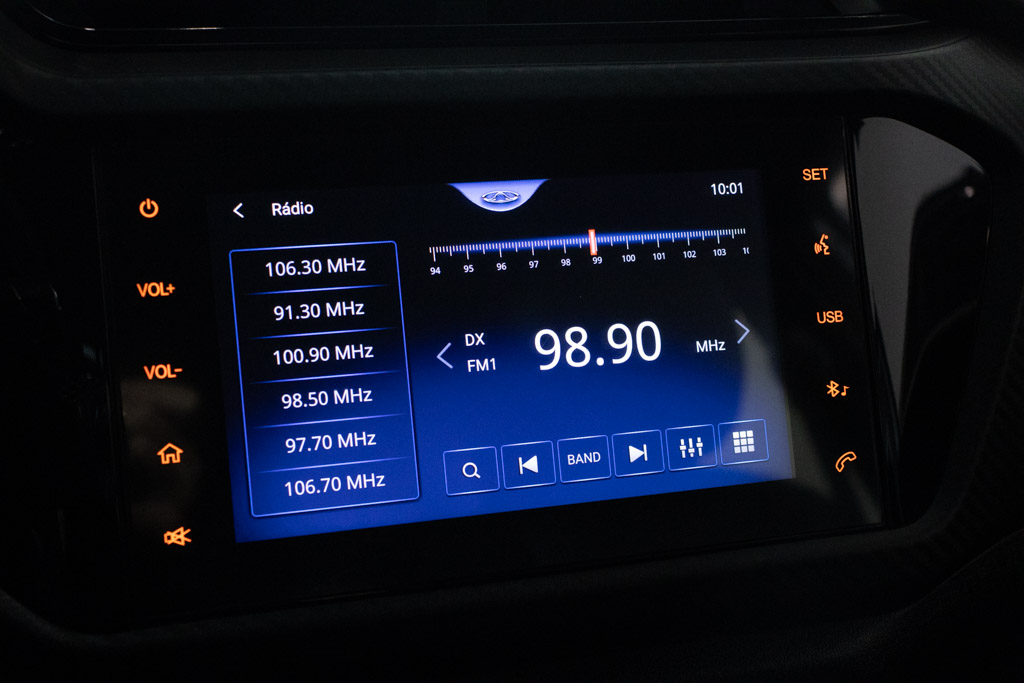 Rádio
10:01
SET
106.30 MHz
91.30 MHz
100.90 MHz
98.50 MHz
97.70 MHz
106.70 MHz
94 95 96 97 98 99 100 101 102 103
DX
FM1
98.90 MHz
BAND
VOL+
VOL-
USB